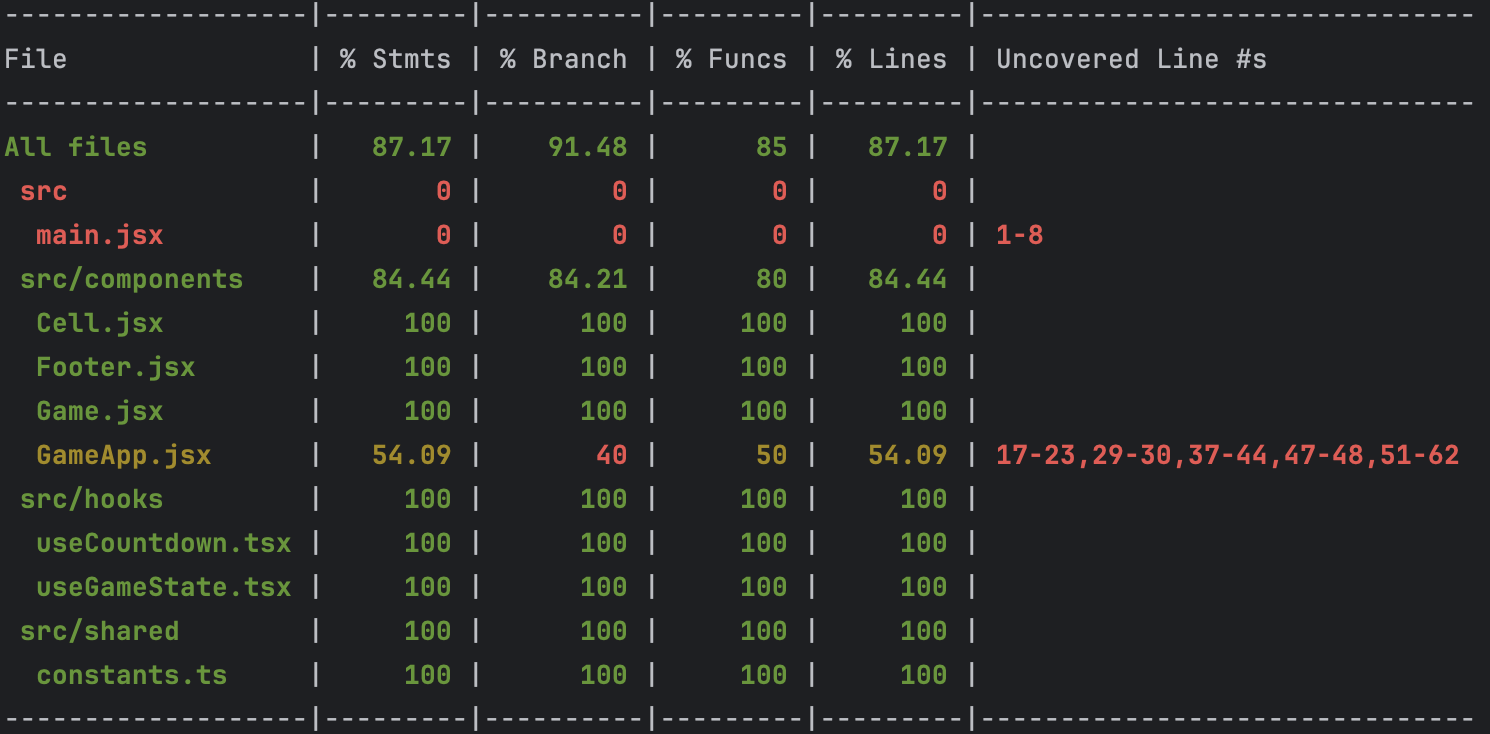 -------------------|---------|----------|---------|---------|-------------------------------
File               | % Stmts | % Branch | % Funcs | % Lines | Uncovered Line #s
-------------------|---------|----------|---------|---------|-------------------------------
All files          |   87.17 |    91.48 |      85 |   87.17 |
 src               |       0 |        0 |       0 |       0 |
  main.jsx         |       0 |        0 |       0 |       0 | 1-8
 src/components    |   84.44 |    84.21 |      80 |   84.44 |
  Cell.jsx         |     100 |      100 |     100 |     100 |
  Footer.jsx       |     100 |      100 |     100 |     100 |
  Game.jsx         |     100 |      100 |     100 |     100 |
  GameApp.jsx      |   54.09 |       40 |      50 |   54.09 | 17-23,29-30,37-44,47-48,51-62
 src/hooks         |     100 |      100 |     100 |     100 |
  useCountdown.tsx |     100 |      100 |     100 |     100 |
  useGameState.tsx |     100 |      100 |     100 |     100 |
 src/shared        |     100 |      100 |     100 |     100 |
  constants.ts     |     100 |      100 |     100 |     100 |
-------------------|---------|----------|---------|---------|-------------------------------